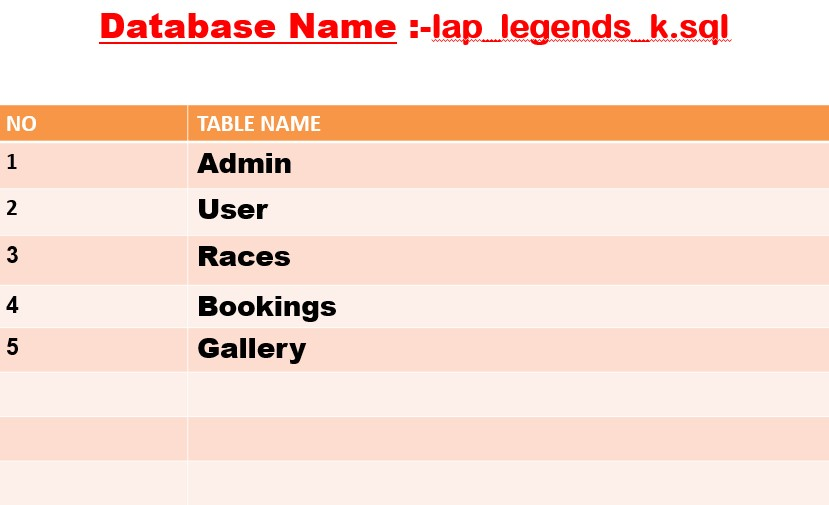 Database Name :-lap_legends_k.sql
NO TABLE NAME
1 Admin
2 User
3 Races
4 Bookings
5 Gallery